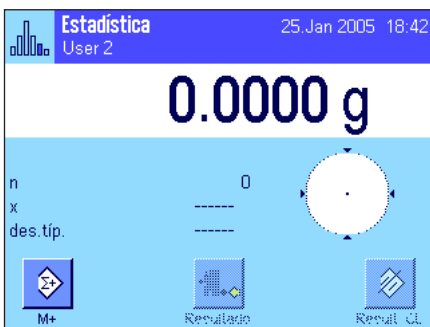 Estadística 25.Jan 2005 18:42
User 2
0.0000 g
n 0
x ------
des.típ. ------
Σ+
M+ Resultado Result. CL